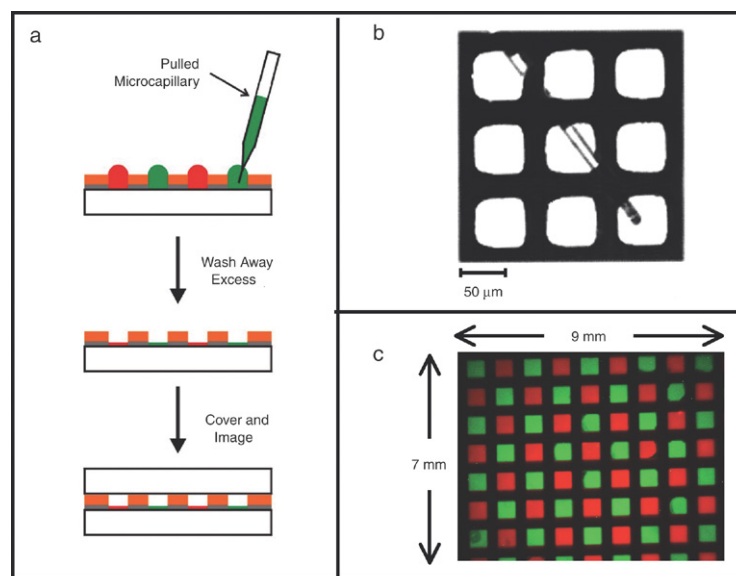 a
Pulled
Microcapillary
Wash Away
Excess
Cover and
Image
b
50 μm
c
9 mm
7 mm